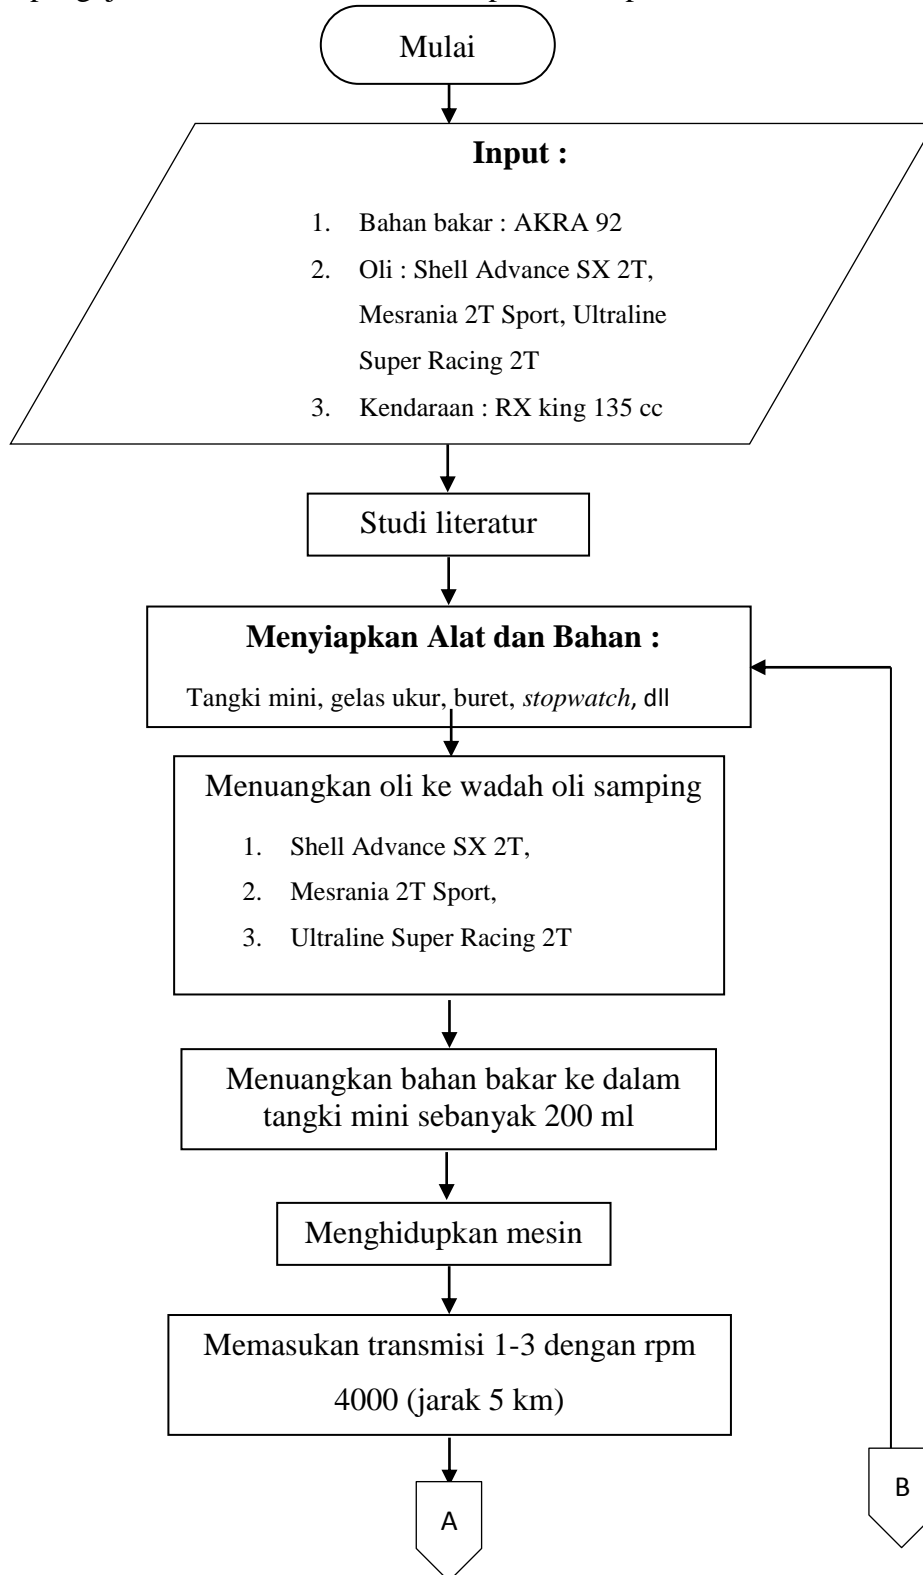 Mulai
Input :
1. Bahan bakar : AKRA 92
2. Oli : Shell Advance SX 2T,
Mesrania 2T Sport, Ultraline
Super Racing 2T
3. Kendaraan : RX king 135 cc
Studi literatur
Menyiapkan Alat dan Bahan :
Tangki mini, gelas ukur, buret, stopwatch, dll
Menuangkan oli ke wadah oli samping
1. Shell Advance SX 2T,
2. Mesrania 2T Sport,
3. Ultraline Super Racing 2T
Menuangkan bahan bakar ke dalam
tangki mini sebanyak 200 ml
Menghidupkan mesin
Memasukan transmisi 1-3 dengan rpm
4000 (jarak 5 km)
B
A